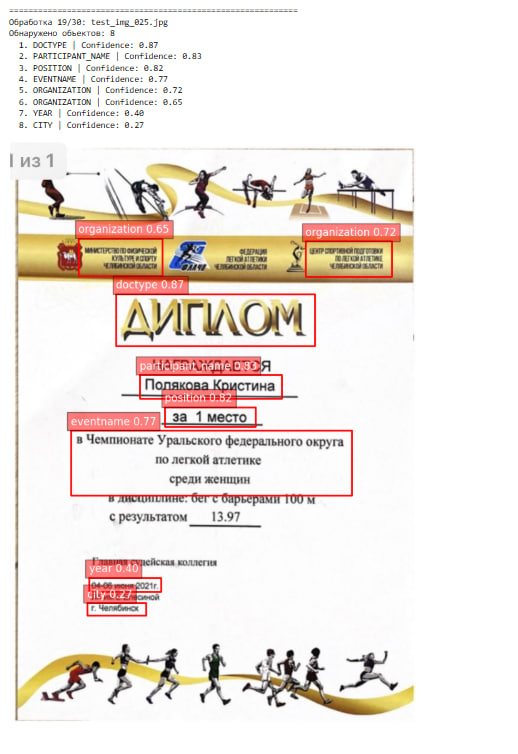 ============================================================
Обработка 19/30: test_img_025.jpg
Обнаружено объектов: 8
1. DOCTYPE | Confidence: 0.87
2. PARTICIPANT_NAME | Confidence: 0.83
3. POSITION | Confidence: 0.82
4. EVENTNAME | Confidence: 0.77
5. ORGANIZATION | Confidence: 0.72
6. ORGANIZATION | Confidence: 0.65
7. YEAR | Confidence: 0.40
8. CITY | Confidence: 0.27
1 из 1
organization 0.65
organization 0.72
МИНИСТЕРСТВО ПО ФИЗИЧЕСКОЙ
КУЛЬТУРЕ И СПОРТУ
ЧЕЛЯБИНСКОЙ ОБЛАСТИ
ФЕДЕРАЦИЯ
ЛЕГКОЙ АТЛЕТИКИ
ЧЕЛЯБИНСКОЙ ОБЛАСТИ
ЦЕНТР СПОРТИВНОЙ ПОДГОТОВКИ
ПО ЛЕГКОЙ АТЛЕТИКЕ
ЧЕЛЯБИНСКОЙ ОБЛАСТИ
doctype 0.87
ДИПЛОМ
НАГРАЖДАЕТСЯ
participant_name 0.83
Полякова Кристина
position 0.82
за 1 место
eventname 0.77
в Чемпионате Уральского федерального округа
по легкой атлетике
среди женщин
в дисциплине: бег с барьерами 100 м
с результатом 13.97
Главная судейская коллегия
year 0.40
04-06 июня 2021г.
city 0.27
г. Челябинск